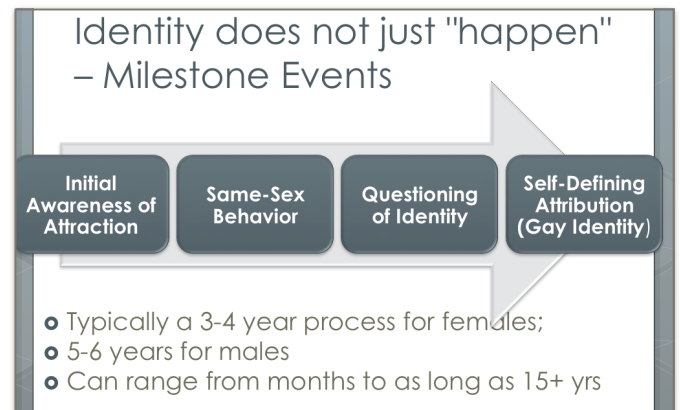 Identity does not just "happen"
– Milestone Events
Initial
Awareness of
Attraction
Same-Sex
Behavior
Questioning
of Identity
Self-Defining
Attribution
(Gay Identity)
Typically a 3-4 year process for females;
5-6 years for males
Can range from months to as long as 15+ yrs